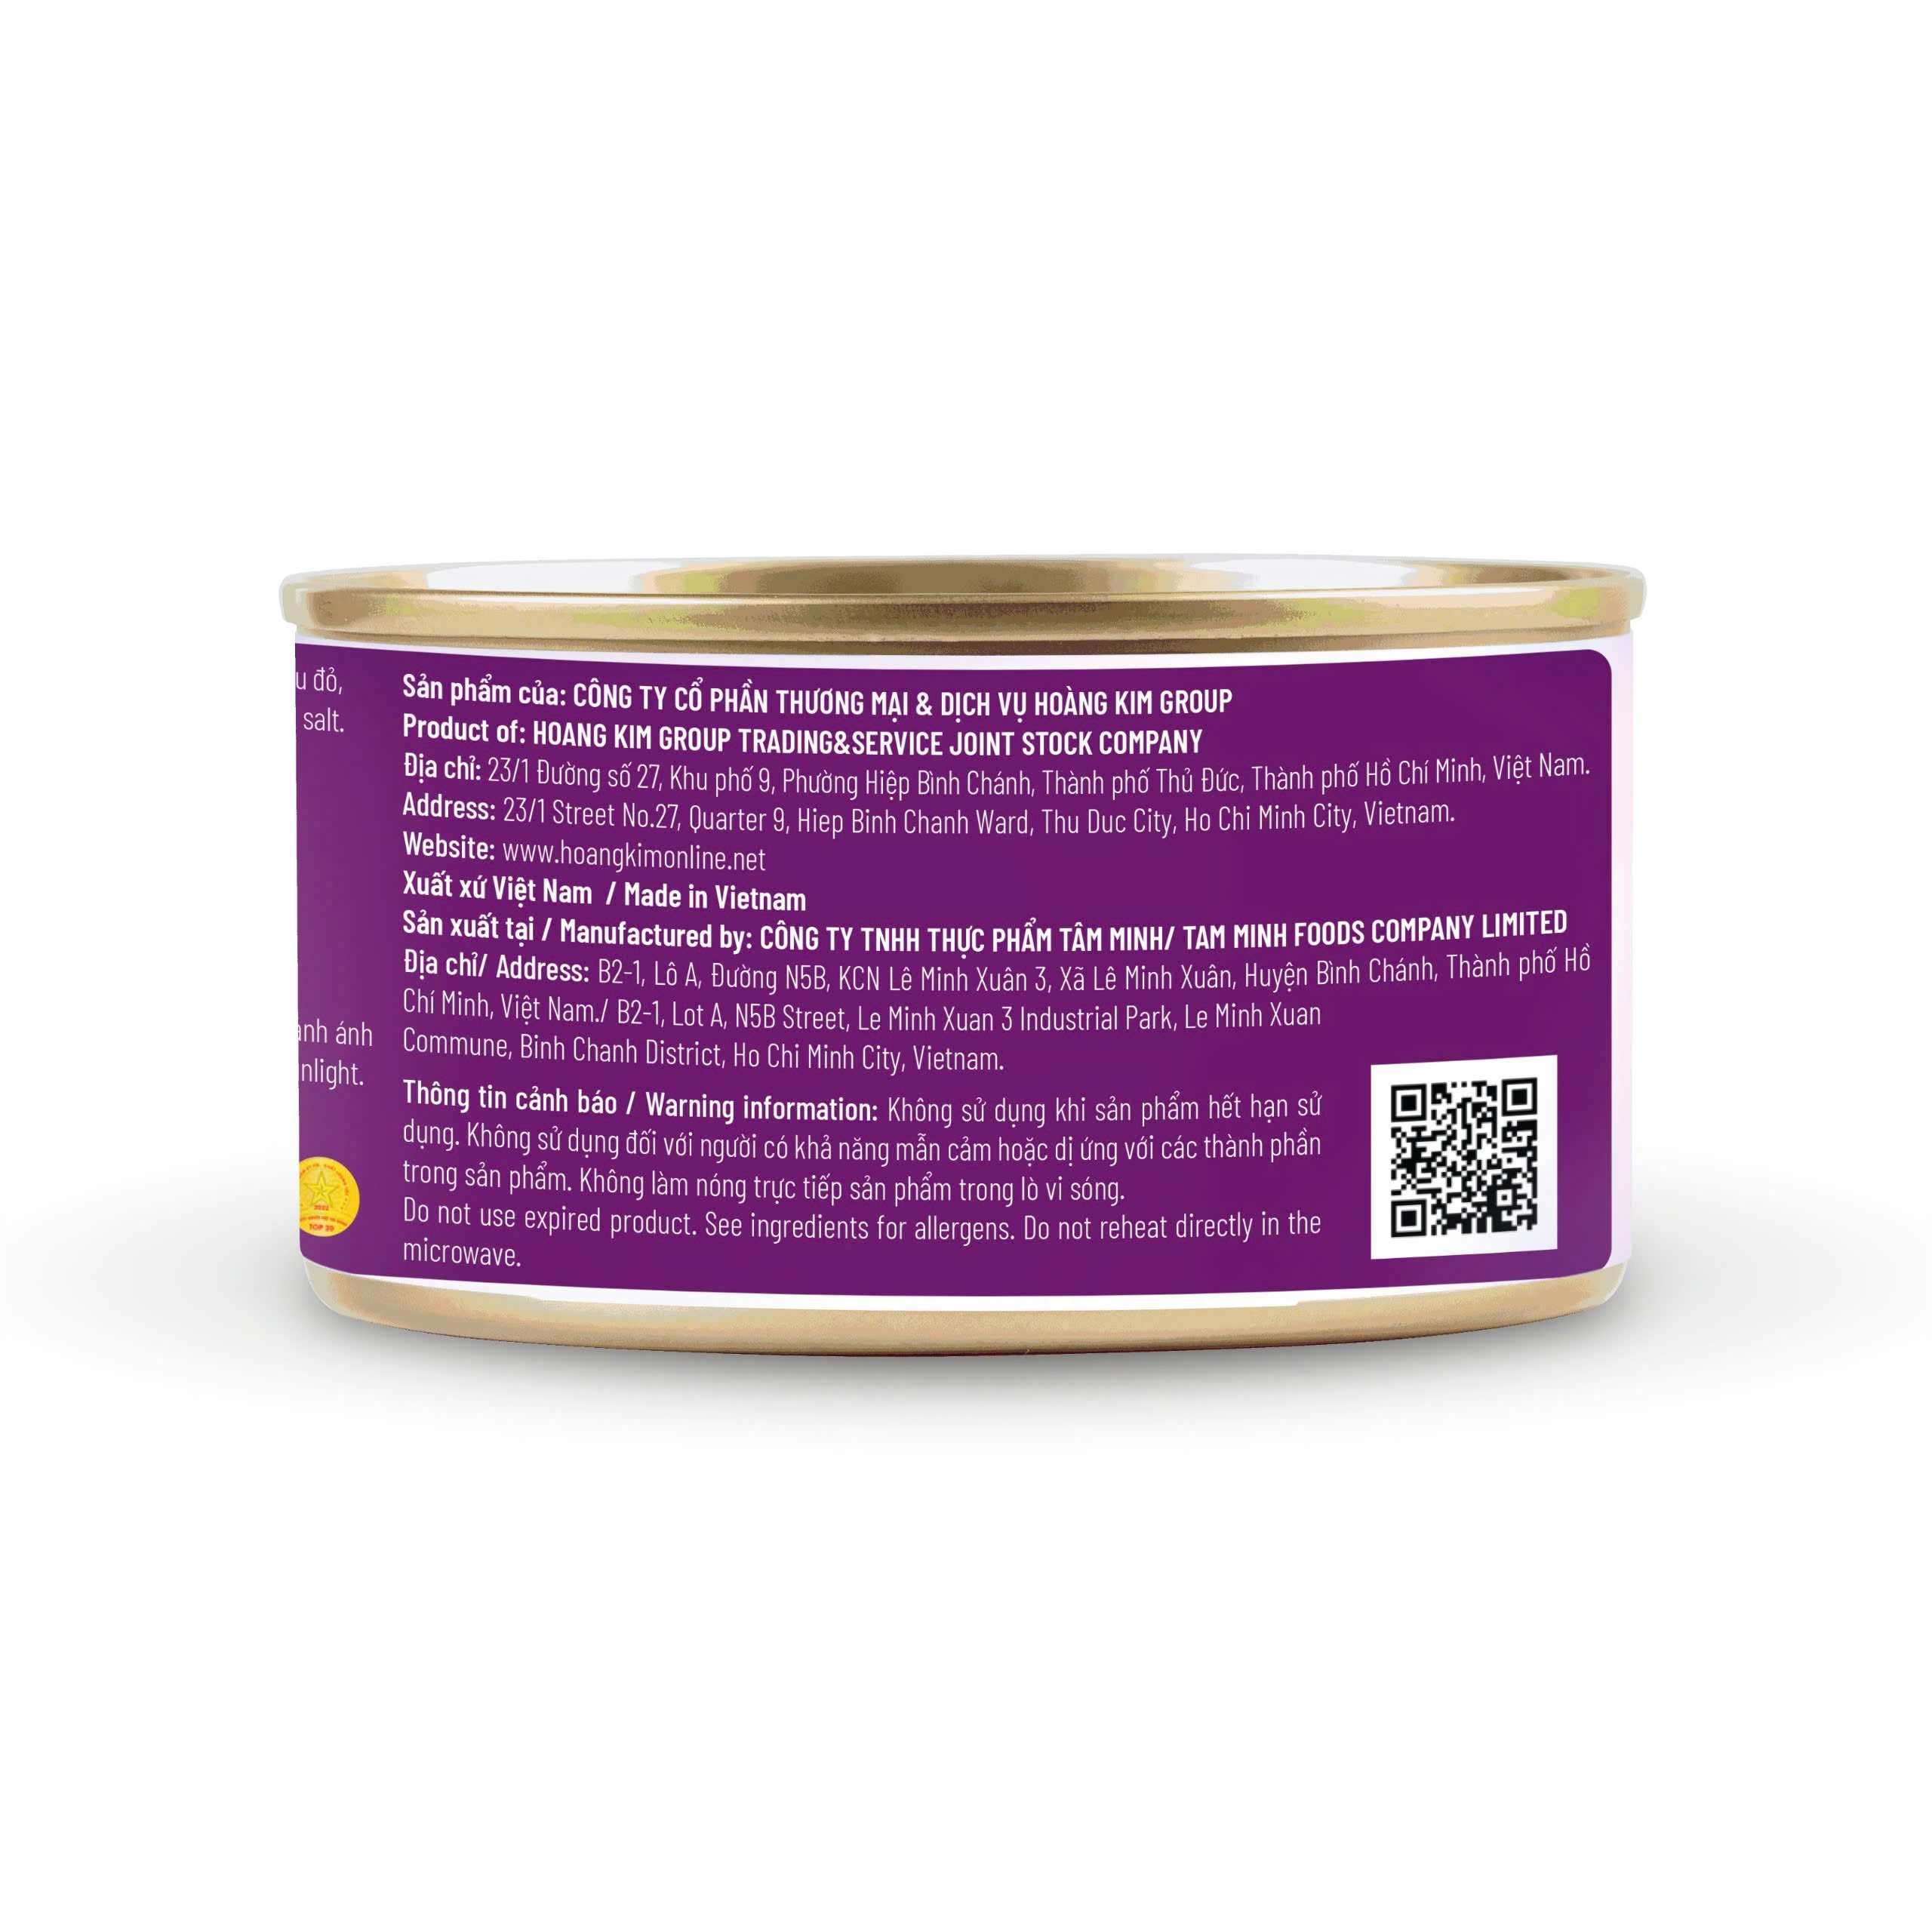 u đỏ,
salt.
ánh
nlight.
2022
TOP 20
Sản phẩm của: CÔNG TY CỔ PHẦN THƯƠNG MẠI & DỊCH VỤ HOÀNG KIM GROUP
Product of: HOANG KIM GROUP TRADING&SERVICE JOINT STOCK COMPANY
Địa chỉ: 23/1 Đường số 27, Khu phố 9, Phường Hiệp Bình Chánh, Thành phố Thủ Đức, Thành phố Hồ Chí Minh, Việt Nam.
Address: 23/1 Street No.27, Quarter 9, Hiep Binh Chanh Ward, Thu Duc City, Ho Chi Minh City, Vietnam.
Website: www.hoangkimonline.net
Xuất xứ Việt Nam / Made in Vietnam
Sản xuất tại / Manufactured by: CÔNG TY TNHH THỰC PHẨM TÂM MINH/ TAM MINH FOODS COMPANY LIMITED
Địa chỉ/ Address: B2-1, Lô A, Đường N5B, KCN Lê Minh Xuân 3, Xã Lê Minh Xuân, Huyện Bình Chánh, Thành phố Hồ
Chí Minh, Việt Nam./ B2-1, Lot A, N5B Street, Le Minh Xuan 3 Industrial Park, Le Minh Xuan
Commune, Binh Chanh District, Ho Chi Minh City, Vietnam.
Thông tin cảnh báo / Warning information: Không sử dụng khi sản phẩm hết hạn sử
dụng. Không sử dụng đối với người có khả năng mẫn cảm hoặc dị ứng với các thành phần
trong sản phẩm. Không làm nóng trực tiếp sản phẩm trong lò vi sóng.
Do not use expired product. See ingredients for allergens. Do not reheat directly in the
microwave.